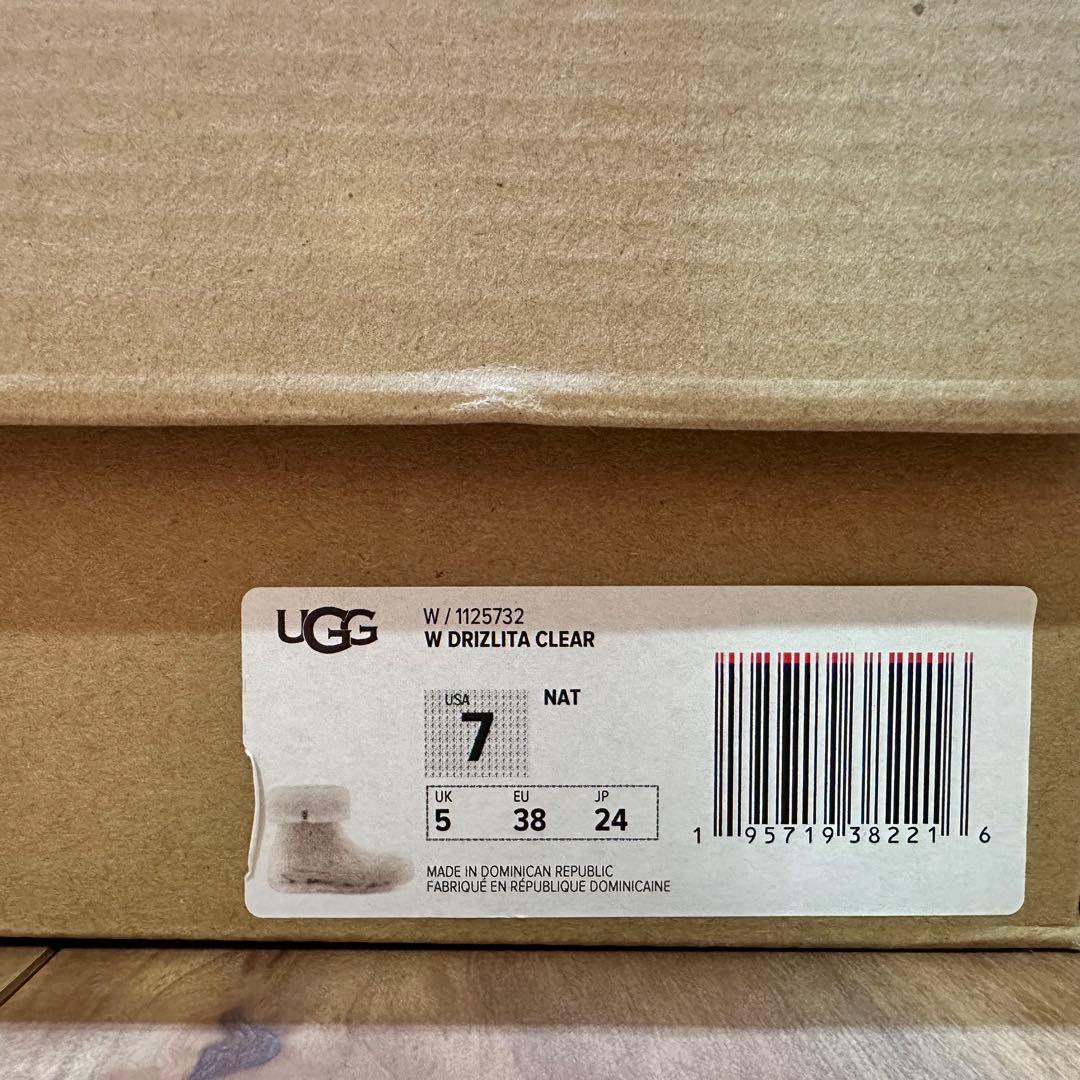 UGG
W / 1125732
W DRIZLITA CLEAR
USA
7
NAT
UK EU JP
5 38 24
MADE IN DOMINICAN REPUBLIC
FABRIQUÉ EN RÉPUBLIQUE DOMINICAINE
1 95719 38221 6